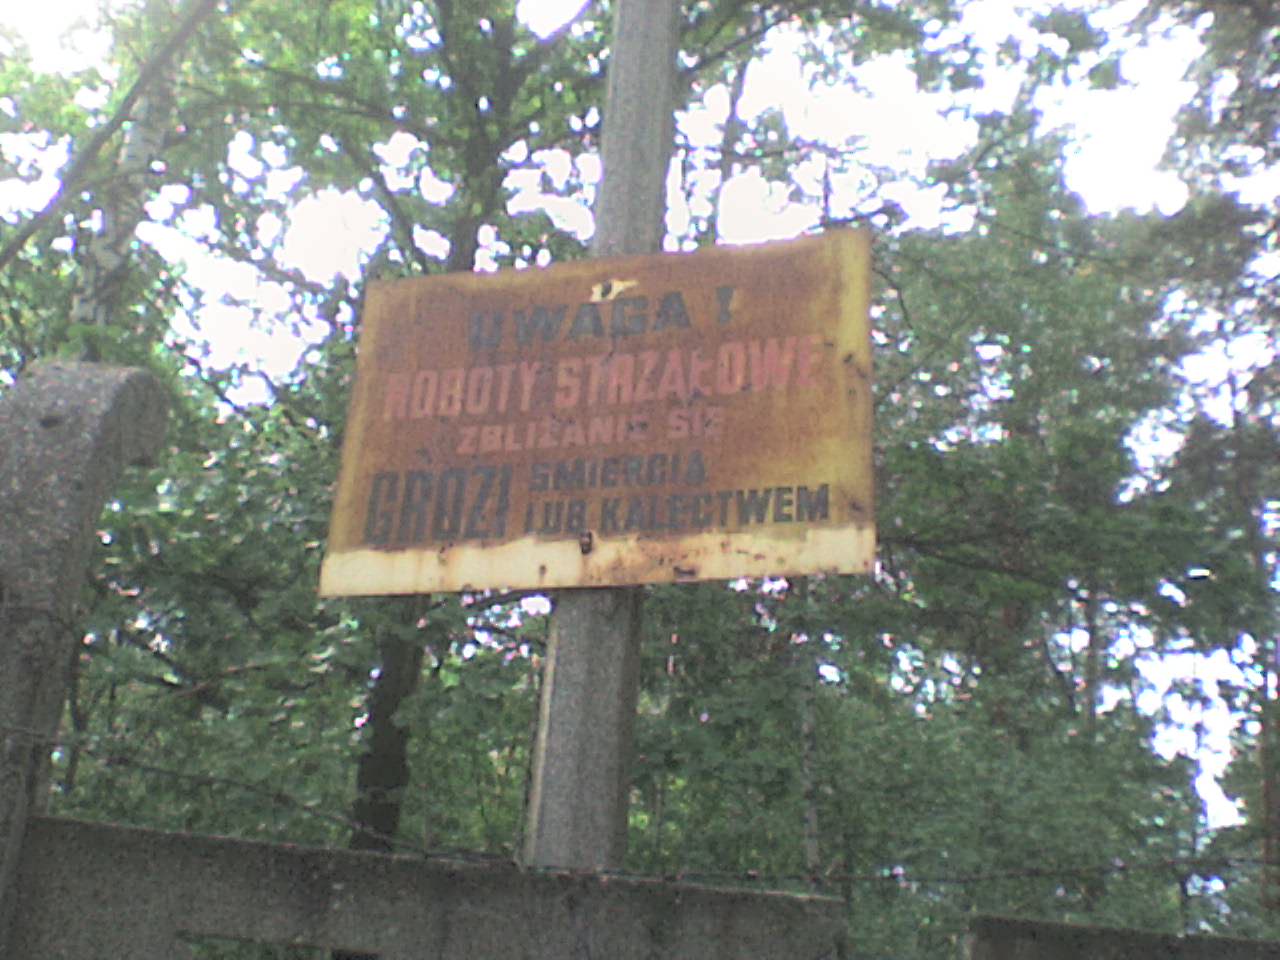 UWAGA !
ROBOTY STRZAŁOWE
ZBLIŻANIE SIĘ
GROZI ŚMIERCIĄ
LUB KALECTWEM